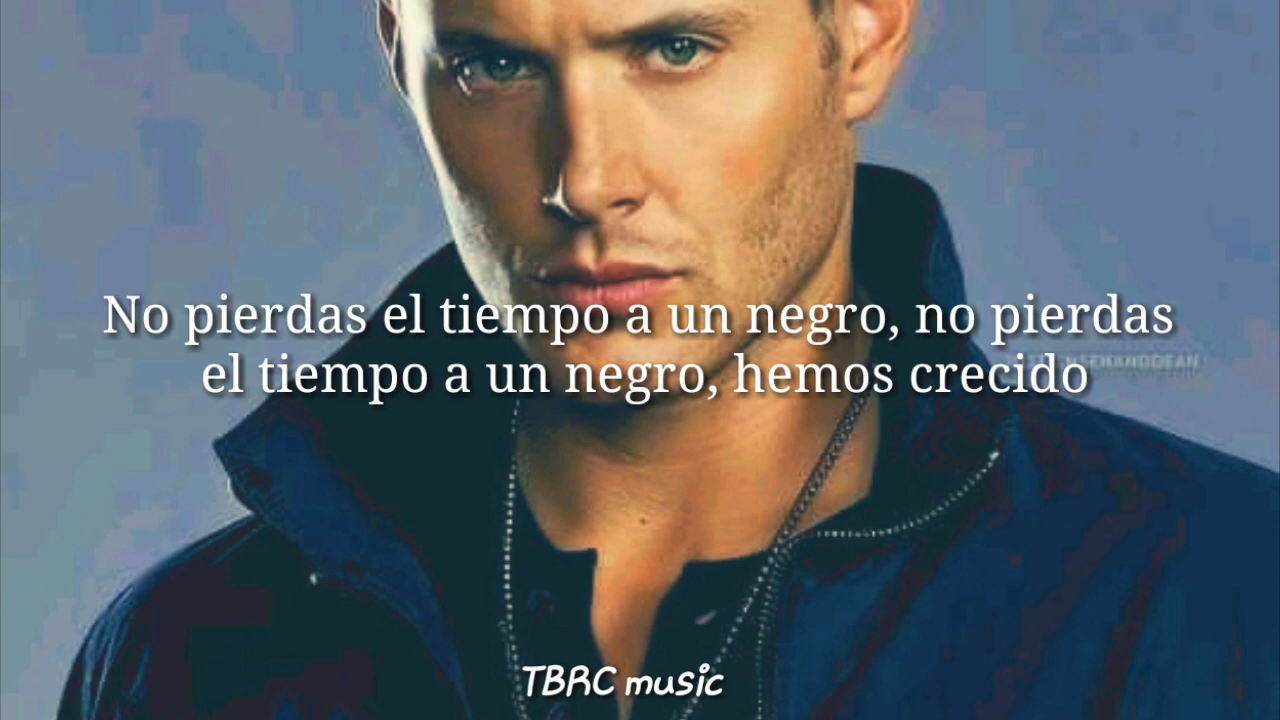 No pierdas el tiempo a un negro, no pierdas
el tiempo a un negro, hemos crecido
TBRC music